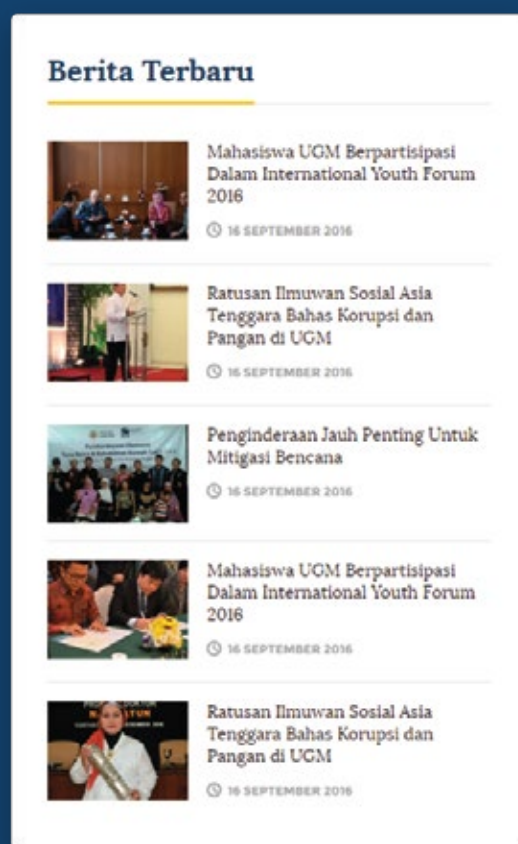 Berita Terbaru
Mahasiswa UGM Berpartisipasi
Dalam International Youth Forum
2016
16 SEPTEMBER 2016
Ratusan Ilmuwan Sosial Asia
Tenggara Bahas Korupsi dan
Pangan di UGM
16 SEPTEMBER 2016
Penginderaan Jauh Penting Untuk
Mitigasi Bencana
16 SEPTEMBER 2016
Mahasiswa UGM Berpartisipasi
Dalam International Youth Forum
2016
16 SEPTEMBER 2016
Ratusan Ilmuwan Sosial Asia
Tenggara Bahas Korupsi dan
Pangan di UGM
16 SEPTEMBER 2016